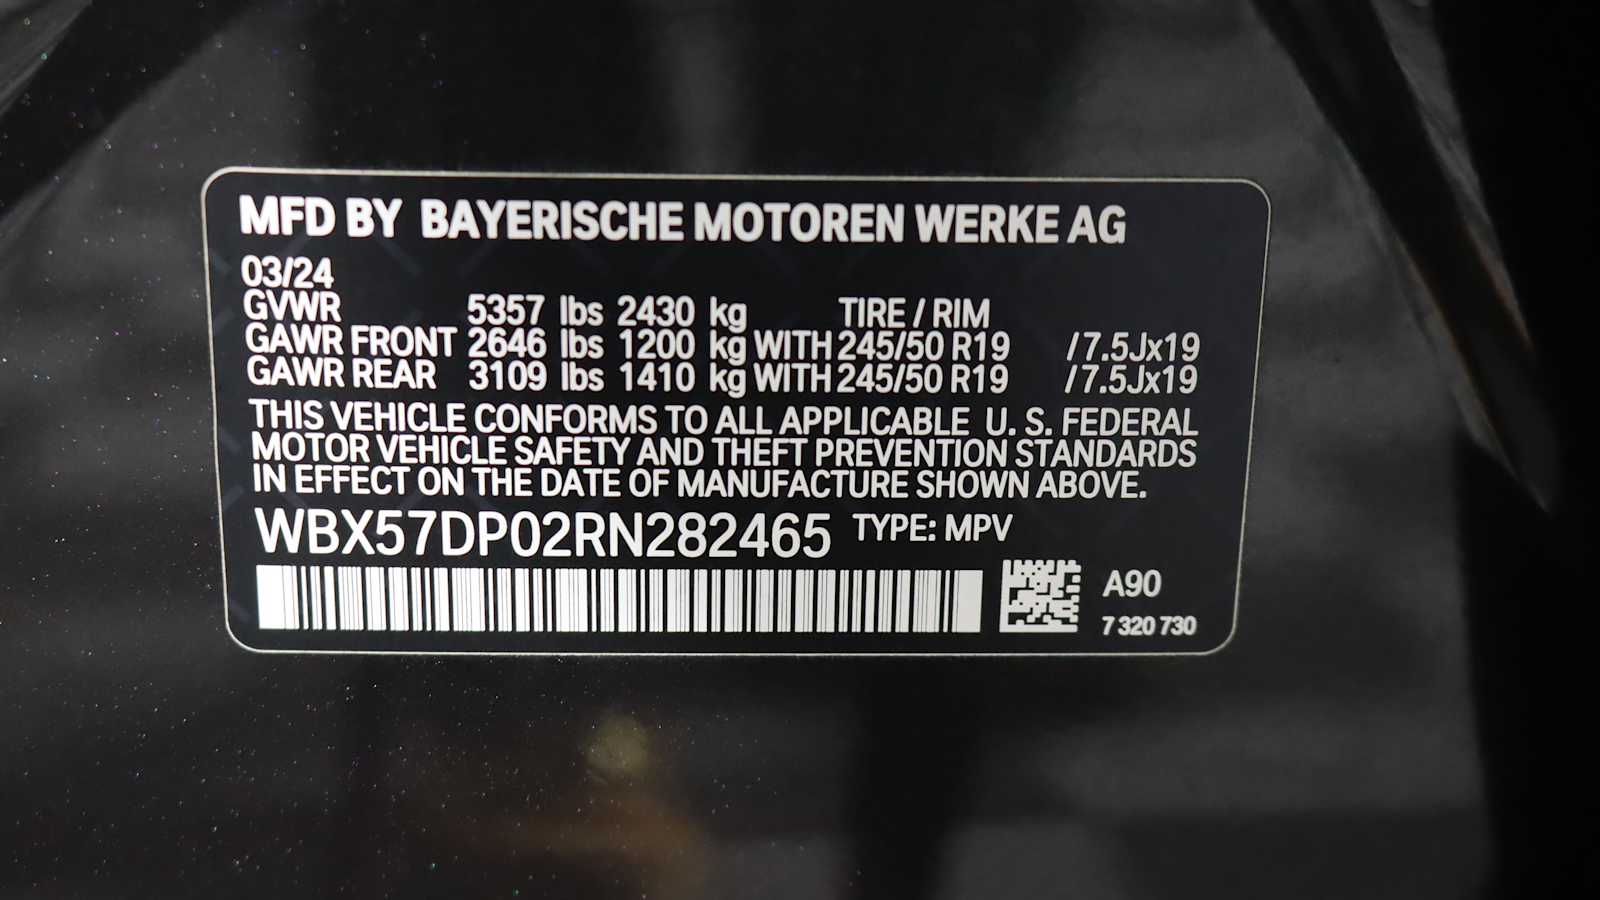 MFD BY BAYERISCHE MOTOREN WERKE AG
03/24
GVWR 5357 lbs 2430 kg TIRE / RIM
GAWR FRONT 2646 lbs 1200 kg WITH 245/50 R19 /7.5Jx19
GAWR REAR 3109 lbs 1410 kg WITH 245/50 R19 /7.5Jx19
THIS VEHICLE CONFORMS TO ALL APPLICABLE U. S. FEDERAL
MOTOR VEHICLE SAFETY AND THEFT PREVENTION STANDARDS
IN EFFECT ON THE DATE OF MANUFACTURE SHOWN ABOVE.
WBX57DP02RN282465 TYPE: MPV
A90
7 320 730